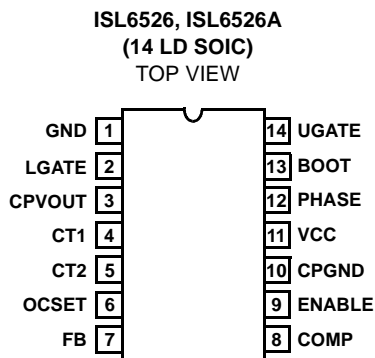 ISL6526, ISL6526A
(14 LD SOIC)
TOP VIEW
GND 1 14 UGATE
LGATE 2 13 BOOT
CPVOUT 3 12 PHASE
CT1 4 11 VCC
CT2 5 10 CPGND
OCSET 6 9 ENABLE
FB 7 8 COMP